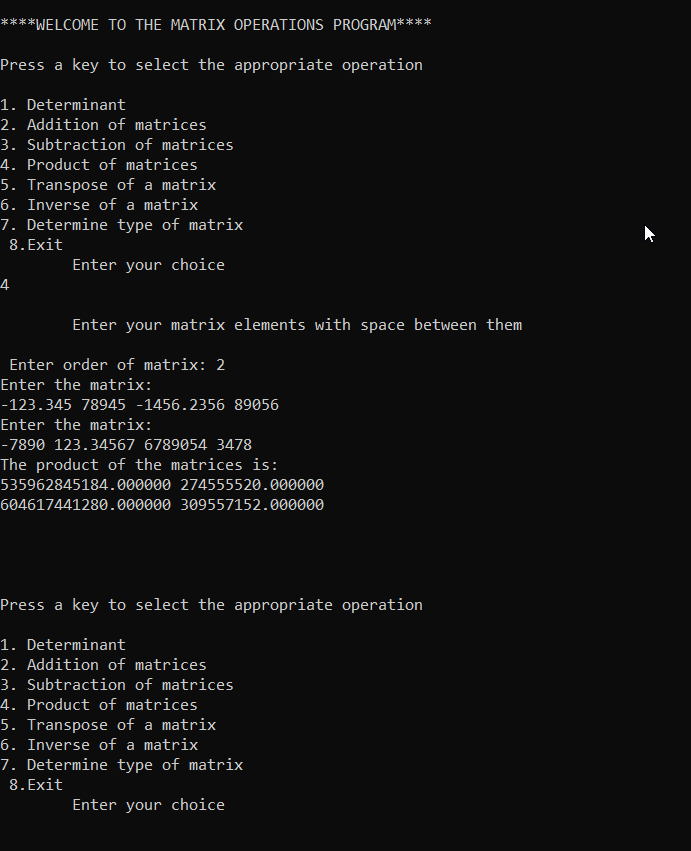 ****WELCOME TO THE MATRIX OPERATIONS PROGRAM****
Press a key to select the appropriate operation
1. Determinant
2. Addition of matrices
3. Subtraction of matrices
4. Product of matrices
5. Transpose of a matrix
6. Inverse of a matrix
7. Determine type of matrix
8.Exit
Enter your choice
4
Enter your matrix elements with space between them
Enter order of matrix: 2
Enter the matrix:
-123.345 78945 -1456.2356 89056
Enter the matrix:
-7890 123.34567 6789054 3478
The product of the matrices is:
535962845184.000000 274555520.000000
604617441280.000000 309557152.000000
Press a key to select the appropriate operation
1. Determinant
2. Addition of matrices
3. Subtraction of matrices
4. Product of matrices
5. Transpose of a matrix
6. Inverse of a matrix
7. Determine type of matrix
8.Exit
Enter your choice